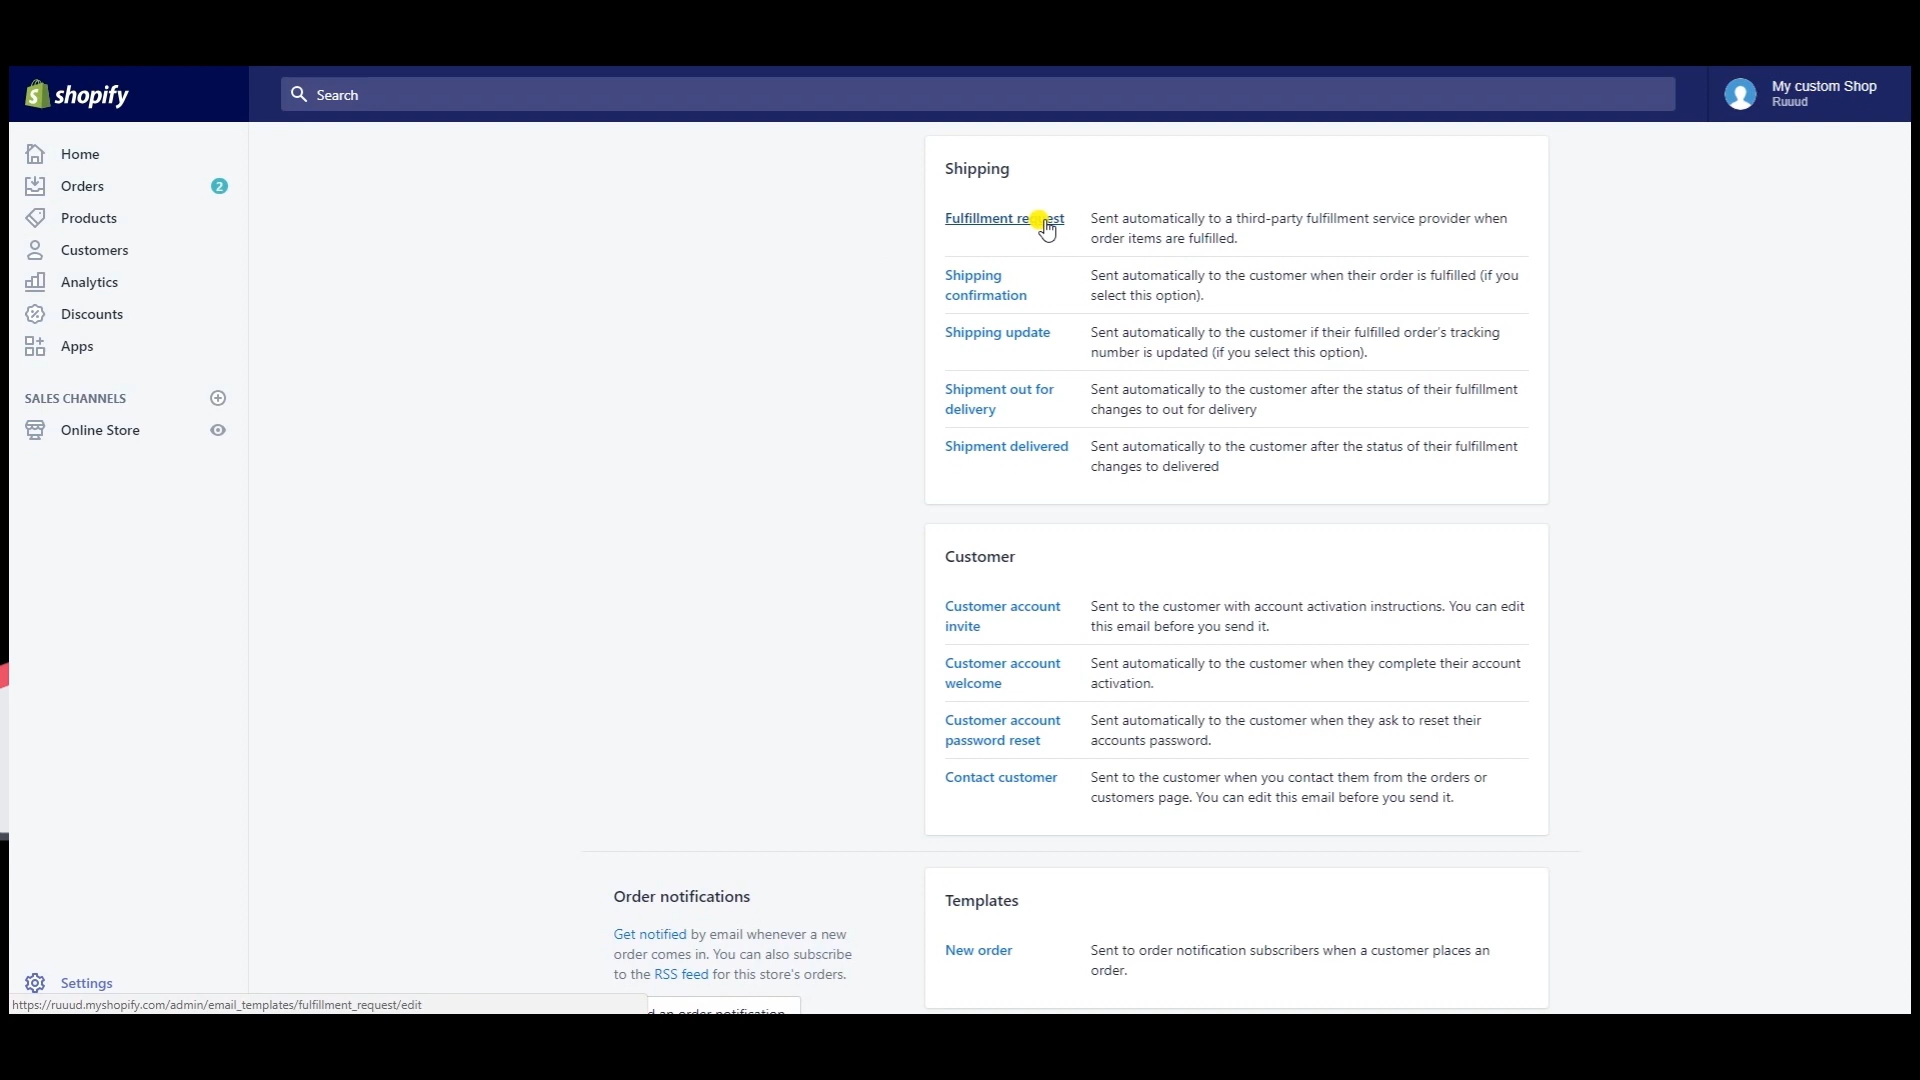 shopify
Search
My custom Shop
Ruuud
Home
Orders 2
Products
Customers
Analytics
Discounts
Apps
SALES CHANNELS
Online Store
Settings
Shipping
Fulfillment request
Sent automatically to a third-party fulfillment service provider when
order items are fulfilled.
Shipping
confirmation
Sent automatically to the customer when their order is fulfilled (if you
select this option).
Shipping update
Sent automatically to the customer if their fulfilled order's tracking
number is updated (if you select this option).
Shipment out for
delivery
Sent automatically to the customer after the status of their fulfillment
changes to out for delivery
Shipment delivered
Sent automatically to the customer after the status of their fulfillment
changes to delivered
Customer
Customer account
invite
Sent to the customer with account activation instructions. You can edit
this email before you send it.
Customer account
welcome
Sent automatically to the customer when they complete their account
activation.
Customer account
password reset
Sent automatically to the customer when they ask to reset their
accounts password.
Contact customer
Sent to the customer when you contact them from the orders or
customers page. You can edit this email before you send it.
Order notifications
Get notified by email whenever a new
order comes in. You can also subscribe
to the RSS feed for this store's orders.
an order notification
Templates
New order
Sent to order notification subscribers when a customer places an
order.
https://ruuud.myshopify.com/admin/email_templates/fulfillment_request/edit